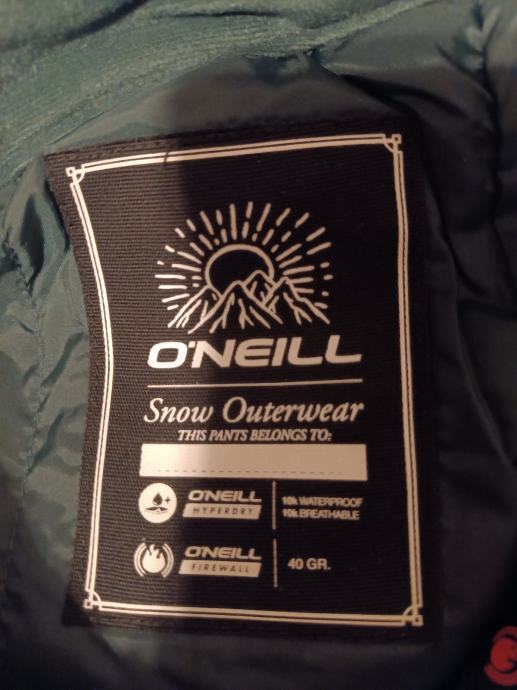 O'NEILL
Snow Outerwear
THIS PANTS BELONGS TO:
O'NEILL
HYPERDRY
10k WATERPROOF
10k BREATHABLE
O'NEILL
FIREWALL
40 GR.